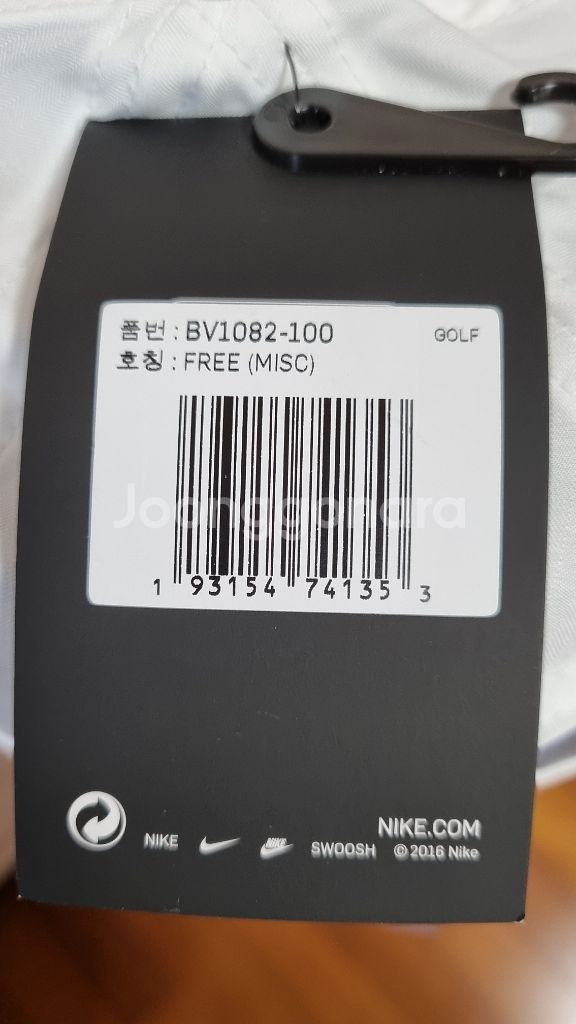 품번 : BV1082-100
GOLF
호칭 : FREE (MISC)
Joonggonara
1 93154 74135 3
NIKE.COM
NIKE
NIKE
SWOOSH
© 2016 Nike